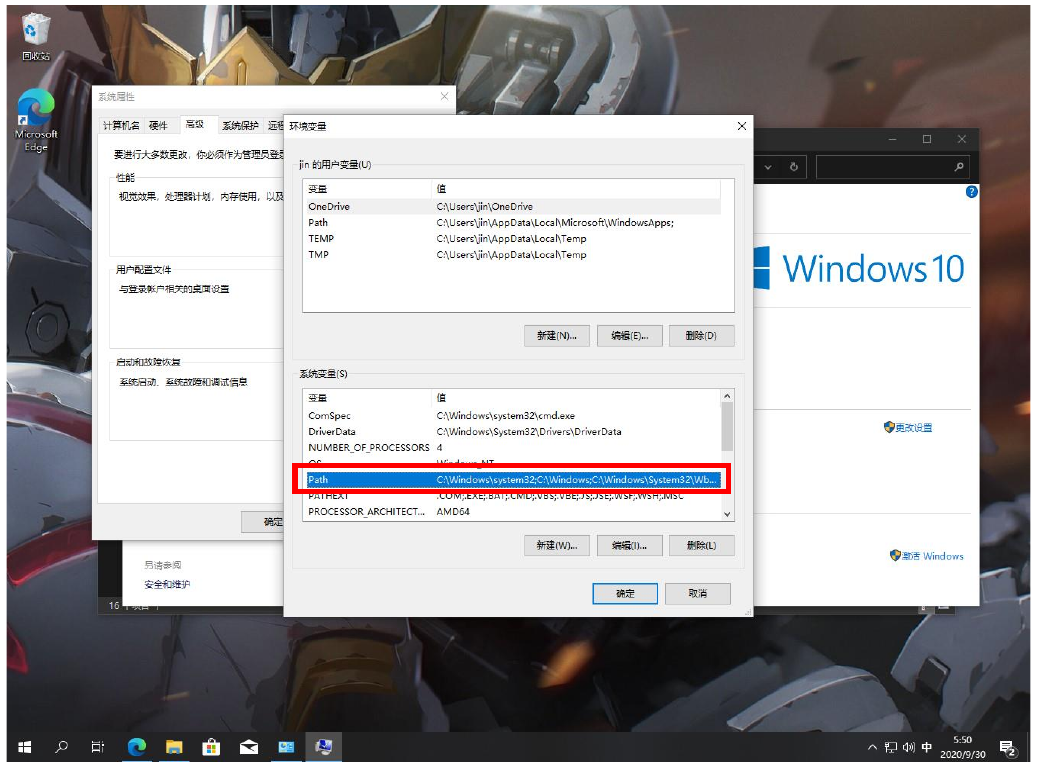 回收站
Microsoft
Edge
系统属性
计算机名 硬件 高级 系统保护
要进行大多数更改，你必须作为管理员登录
性能
视觉效果，处理器计划，内存使用，以及
用户配置文件
与登录帐户相关的桌面设置
启动和故障恢复
系统启动、系统故障和调试信息
确定
环境变量
jin 的用户变量(U)
变量 值
OneDrive C:\Users\jin\OneDrive
Path C:\Users\jin\AppData\Local\Microsoft\WindowsApps;
TEMP C:\Users\jin\AppData\Local\Temp
TMP C:\Users\jin\AppData\Local\Temp
新建(N)... 编辑(E)... 删除(D)
系统变量(S)
变量 值
ComSpec C:\Windows\system32\cmd.exe
DriverData C:\Windows\System32\Drivers\DriverData
NUMBER_OF_PROCESSORS 4
OS Windows_NT
Path C:\Windows\system32;C:\Windows;C:\Windows\System32\Wb...
PATHEXT .COM;.EXE;.BAT;.CMD;.VBS;.VBE;.JS;.JSE;.WSF;.WSH;.MSC
PROCESSOR_ARCHITECT... AMD64
新建(W)... 编辑(I)... 删除(L)
确定 取消
Windows 10
更改设置
激活 Windows
另请参阅
安全和维护
16 个项目
中
5:50
2020/9/30
2